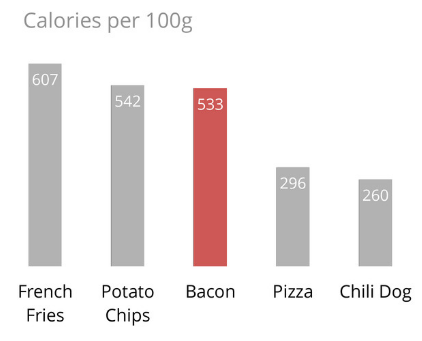 Calories per 100g
607
542
533
296
260
French
Fries
Potato
Chips
Bacon
Pizza
Chili Dog